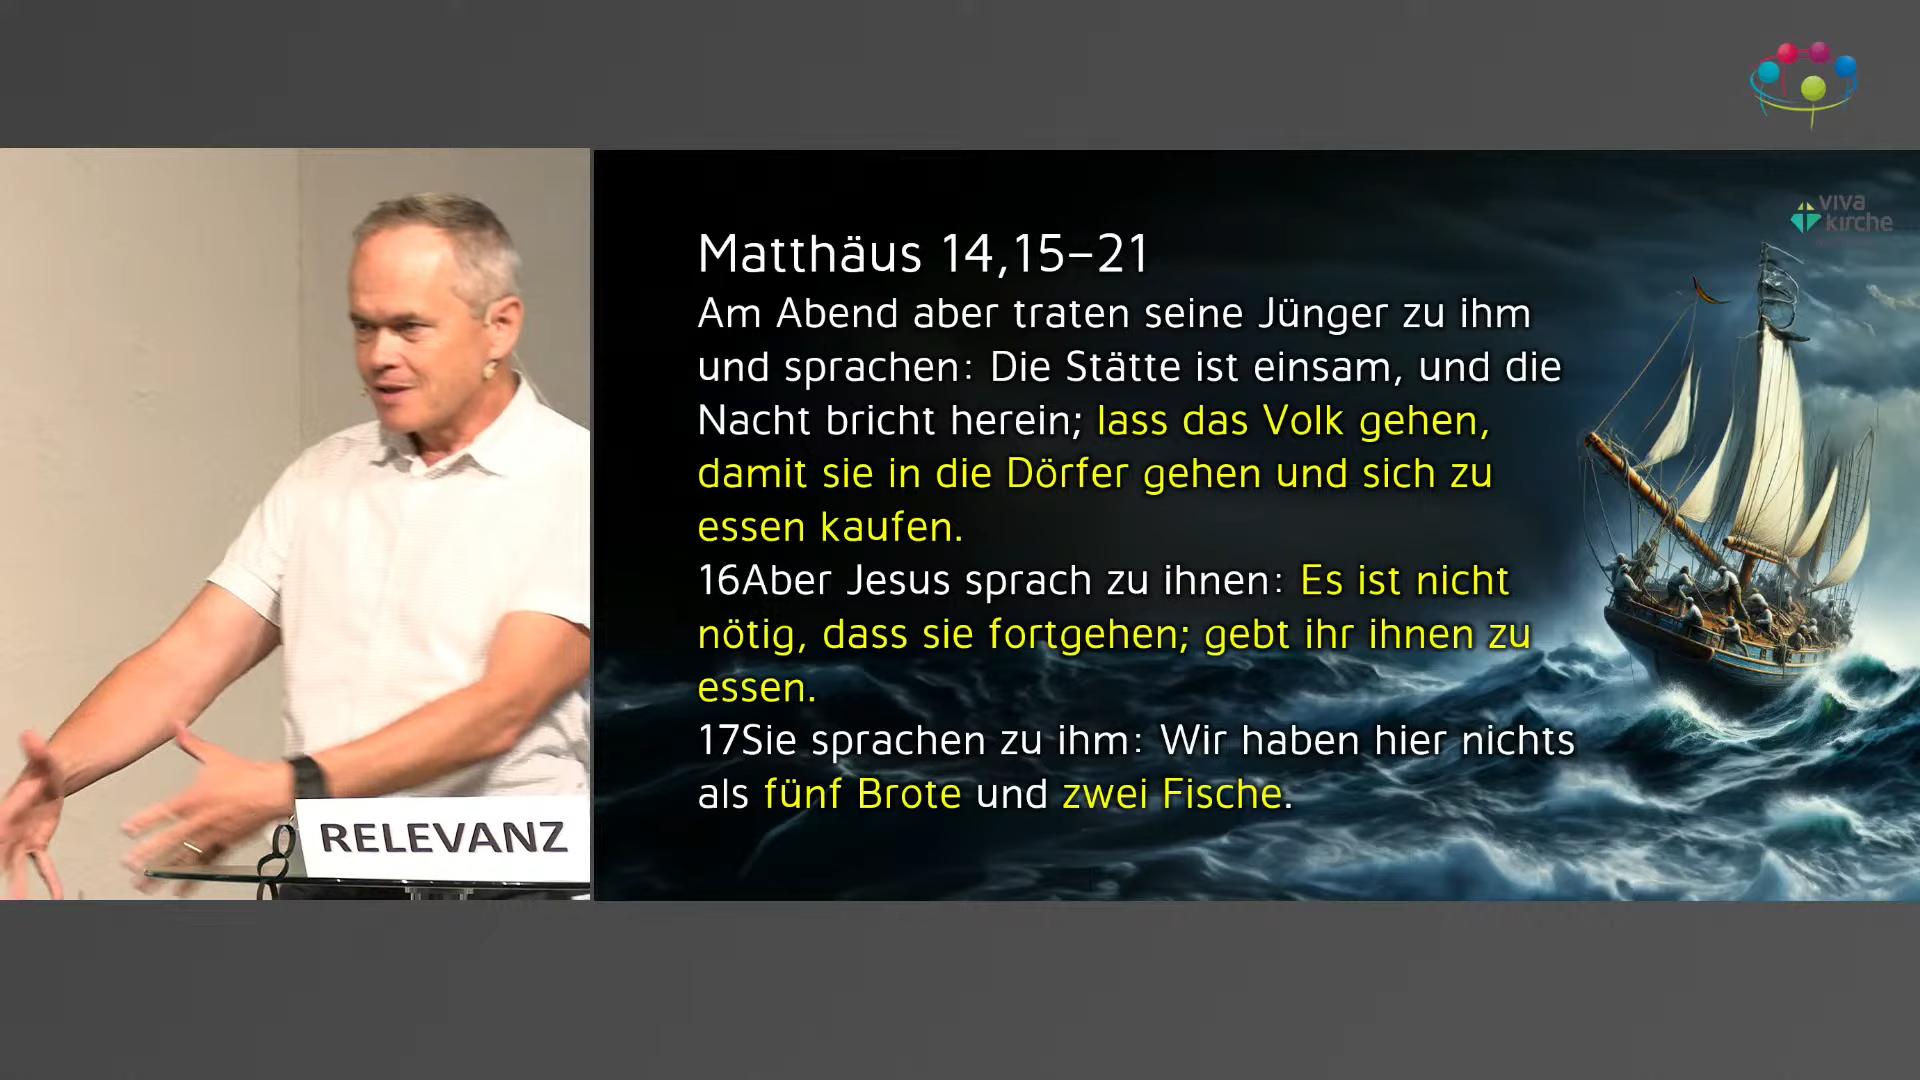 viva
kirche
Matthäus 14,15–21
Am Abend aber traten seine Jünger zu ihm
und sprachen: Die Stätte ist einsam, und die
Nacht bricht herein; lass das Volk gehen,
damit sie in die Dörfer gehen und sich zu
essen kaufen.
16Aber Jesus sprach zu ihnen: Es ist nicht
nötig, dass sie fortgehen; gebt ihr ihnen zu
essen.
17Sie sprachen zu ihm: Wir haben hier nichts
als fünf Brote und zwei Fische.
RELEVANZ